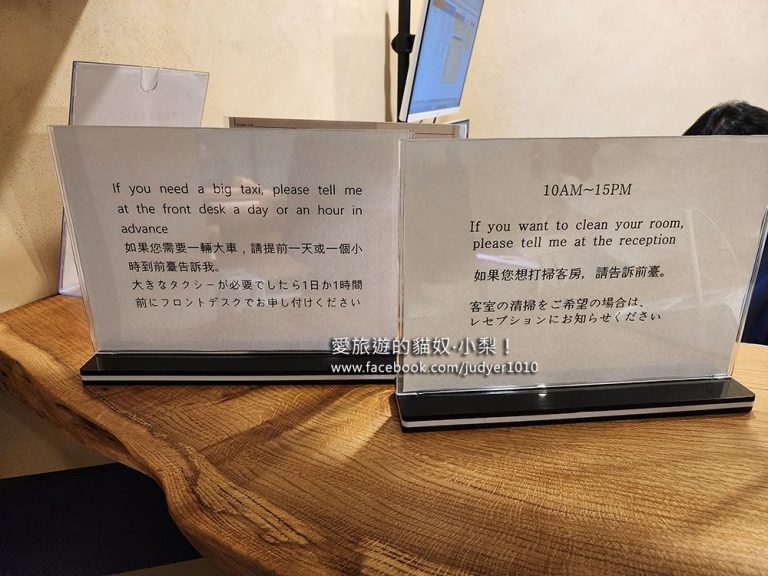 If you need a big taxi, please tell me
at the front desk a day or an hour in
advance
如果您需要一輛大車，請提前一天或一個小
時到前臺告訴我。
大きなタクシーが必要でしたら1日か1時間
前にフロントデスクでお申し付けください
10AM~15PM
If you want to clean your room,
please tell me at the reception
如果您想打掃客房，請告訴前臺。
客室の清掃をご希望の場合は、
レセプションにお知らせください
愛旅遊的貓奴·小梨！
www.facebook.com/judyer1010